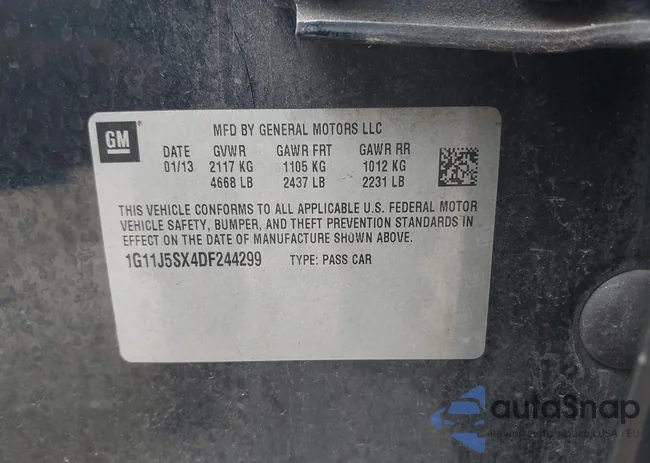 GM
MFD BY GENERAL MOTORS LLC
DATE GVWR GAWR FRT GAWR RR
01/13 2117 KG 1105 KG 1012 KG
4668 LB 2437 LB 2231 LB
THIS VEHICLE CONFORMS TO ALL APPLICABLE U.S. FEDERAL MOTOR
VEHICLE SAFETY, BUMPER, AND THEFT PREVENTION STANDARDS IN
EFFECT ON THE DATE OF MANUFACTURE SHOWN ABOVE.
1G11J5SX4DF244299 TYPE: PASS CAR
autoSnap